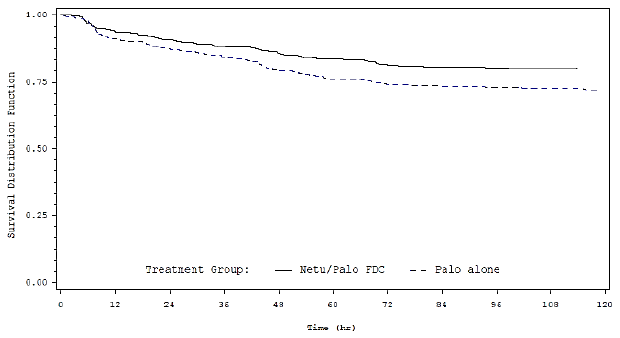 Survival Distribution Function
1.00
0.75
0.50
0.25
0.00
Treatment Group: Netu/Palo FDC Palo alone
0 12 24 36 48 60 72 84 96 108 120
Time (hr)